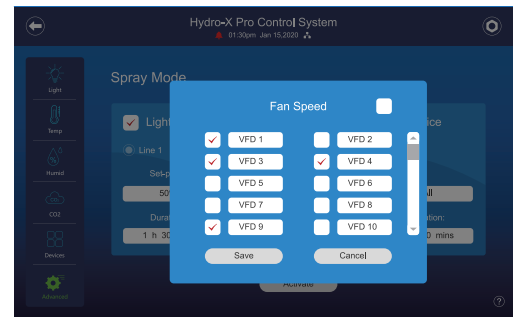 Hydro-X Pro Control System
01:30pm Jan 15,2020
Spray Mode
Light
Temp
Humid
CO2
Devices
Advanced
Light
Line 1
Set-p
50
Durat
1 h 30
Fan Speed
VFD 1
VFD 2
VFD 3
VFD 4
VFD 5
VFD 6
VFD 7
VFD 8
VFD 9
VFD 10
Save
Cancel
ice
ll
tion:
0 mins
Activate
?